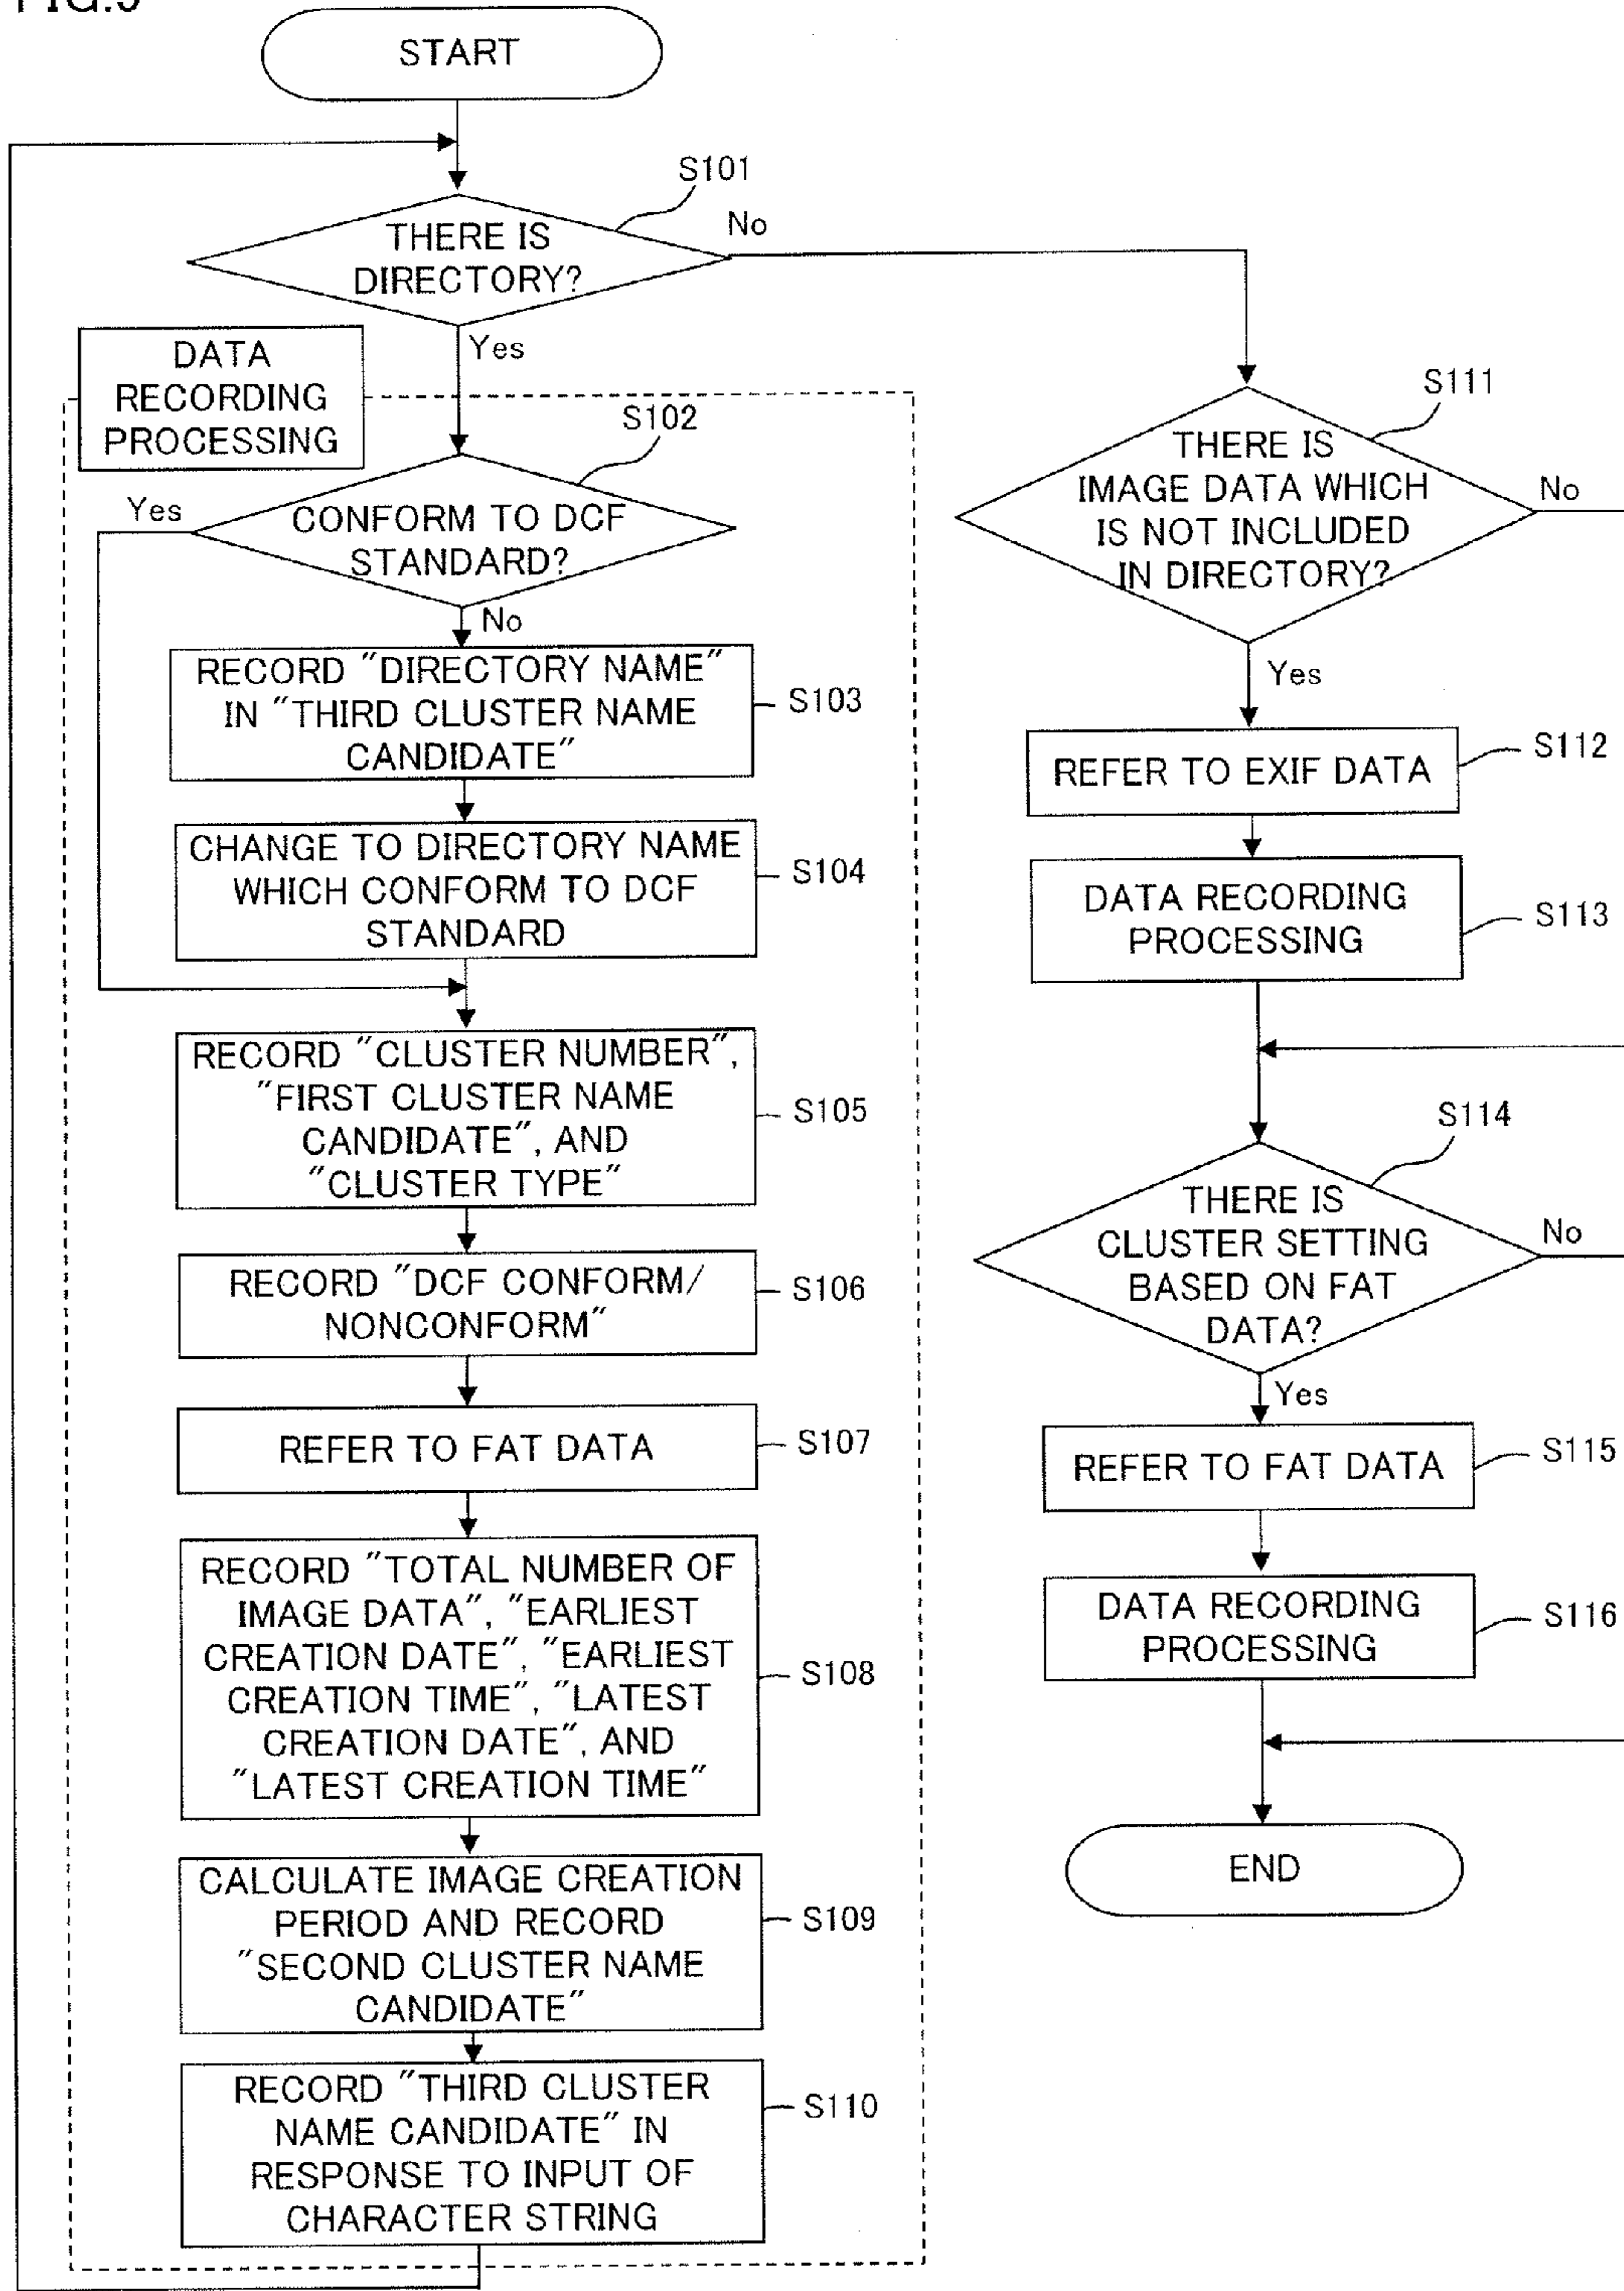 START
S101
THERE IS
DIRECTORY?
No
Yes
DATA
RECORDING
PROCESSING
S102
Yes
CONFORM TO DCF
STANDARD?
No
RECORD "DIRECTORY NAME"
IN "THIRD CLUSTER NAME
CANDIDATE"
S103
CHANGE TO DIRECTORY NAME
WHICH CONFORM TO DCF
STANDARD
S104
RECORD "CLUSTER NUMBER",
"FIRST CLUSTER NAME
CANDIDATE", AND
"CLUSTER TYPE"
S105
RECORD "DCF CONFORM/
NONCONFORM"
S106
REFER TO FAT DATA
S107
RECORD "TOTAL NUMBER OF
IMAGE DATA", "EARLIEST
CREATION DATE", "EARLIEST
CREATION TIME", "LATEST
CREATION DATE", AND
"LATEST CREATION TIME"
S108
CALCULATE IMAGE CREATION
PERIOD AND RECORD
"SECOND CLUSTER NAME
CANDIDATE"
S109
RECORD "THIRD CLUSTER
NAME CANDIDATE" IN
RESPONSE TO INPUT OF
CHARACTER STRING
S110
S111
THERE IS
IMAGE DATA WHICH
IS NOT INCLUDED
IN DIRECTORY?
No
Yes
REFER TO EXIF DATA
S112
DATA RECORDING
PROCESSING
S113
S114
THERE IS
CLUSTER SETTING
BASED ON FAT
DATA?
No
Yes
REFER TO FAT DATA
S115
DATA RECORDING
PROCESSING
S116
END